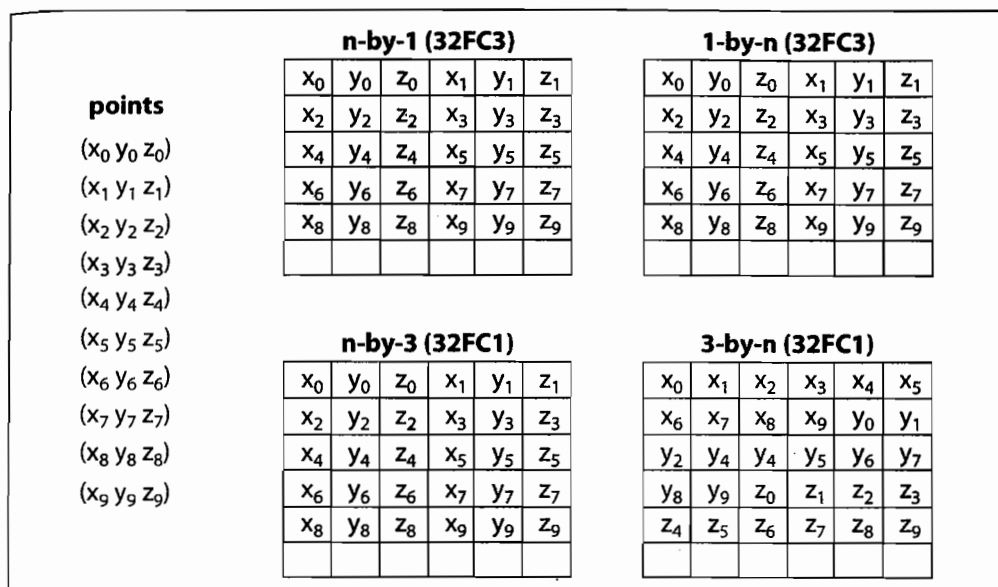 points
(x₀ y₀ z₀)
(x₁ y₁ z₁)
(x₂ y₂ z₂)
(x₃ y₃ z₃)
(x₄ y₄ z₄)
(x₅ y₅ z₅)
(x₆ y₆ z₆)
(x₇ y₇ z₇)
(x₈ y₈ z₈)
(x₉ y₉ z₉)
n-by-1 (32FC3)
x₀ y₀ z₀ x₁ y₁ z₁
x₂ y₂ z₂ x₃ y₃ z₃
x₄ y₄ z₄ x₅ y₅ z₅
x₆ y₆ z₆ x₇ y₇ z₇
x₈ y₈ z₈ x₉ y₉ z₉
1-by-n (32FC3)
x₀ y₀ z₀ x₁ y₁ z₁
x₂ y₂ z₂ x₃ y₃ z₃
x₄ y₄ z₄ x₅ y₅ z₅
x₆ y₆ z₆ x₇ y₇ z₇
x₈ y₈ z₈ x₉ y₉ z₉
n-by-3 (32FC1)
x₀ y₀ z₀ x₁ y₁ z₁
x₂ y₂ z₂ x₃ y₃ z₃
x₄ y₄ z₄ x₅ y₅ z₅
x₆ y₆ z₆ x₇ y₇ z₇
x₈ y₈ z₈ x₉ y₉ z₉
3-by-n (32FC1)
x₀ x₁ x₂ x₃ x₄ x₅
x₆ x₇ x₈ x₉ y₀ y₁
y₂ y₄ y₄ y₅ y₆ y₇
y₈ y₉ z₀ z₁ z₂ z₃
z₄ z₅ z₆ z₇ z₈ z₉